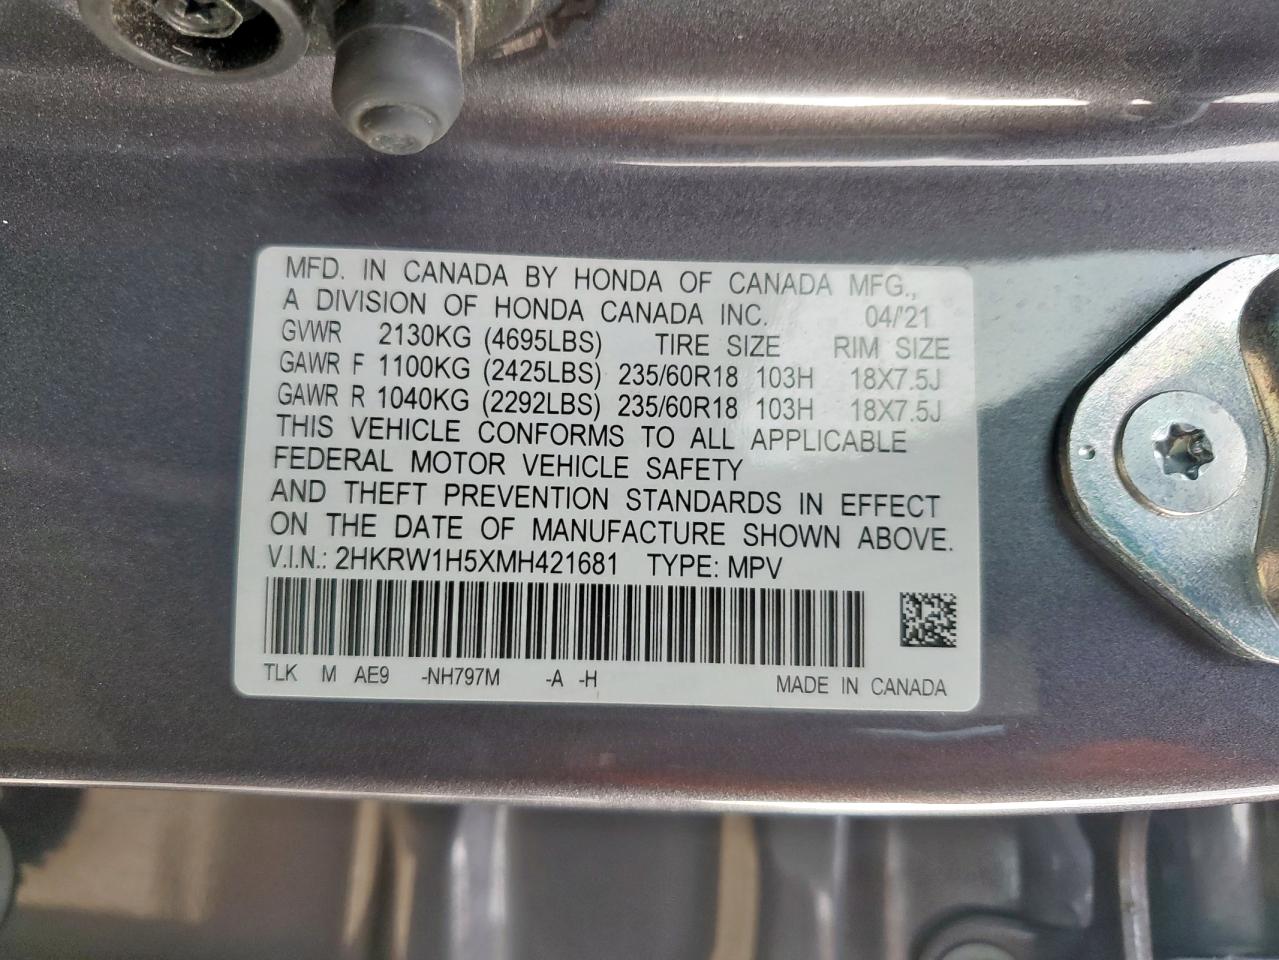 MFD. IN CANADA BY HONDA OF CANADA MFG.,
A DIVISION OF HONDA CANADA INC. 04/'21
GVWR 2130KG (4695LBS) TIRE SIZE RIM SIZE
GAWR F 1100KG (2425LBS) 235/60R18 103H 18X7.5J
GAWR R 1040KG (2292LBS) 235/60R18 103H 18X7.5J
THIS VEHICLE CONFORMS TO ALL APPLICABLE
FEDERAL MOTOR VEHICLE SAFETY
AND THEFT PREVENTION STANDARDS IN EFFECT
ON THE DATE OF MANUFACTURE SHOWN ABOVE.
V.I.N.: 2HKRW1H5XMH421681 TYPE: MPV
TLK M AE9 -NH797M -A -H MADE IN CANADA